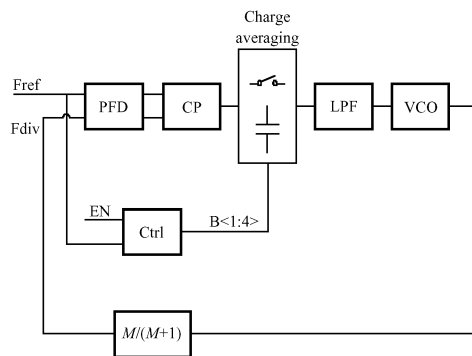 Charge
averaging
Fref
PFD
CP
LPF
VCO
Fdiv
EN
Ctrl
B<1:4>
M/(M+1)